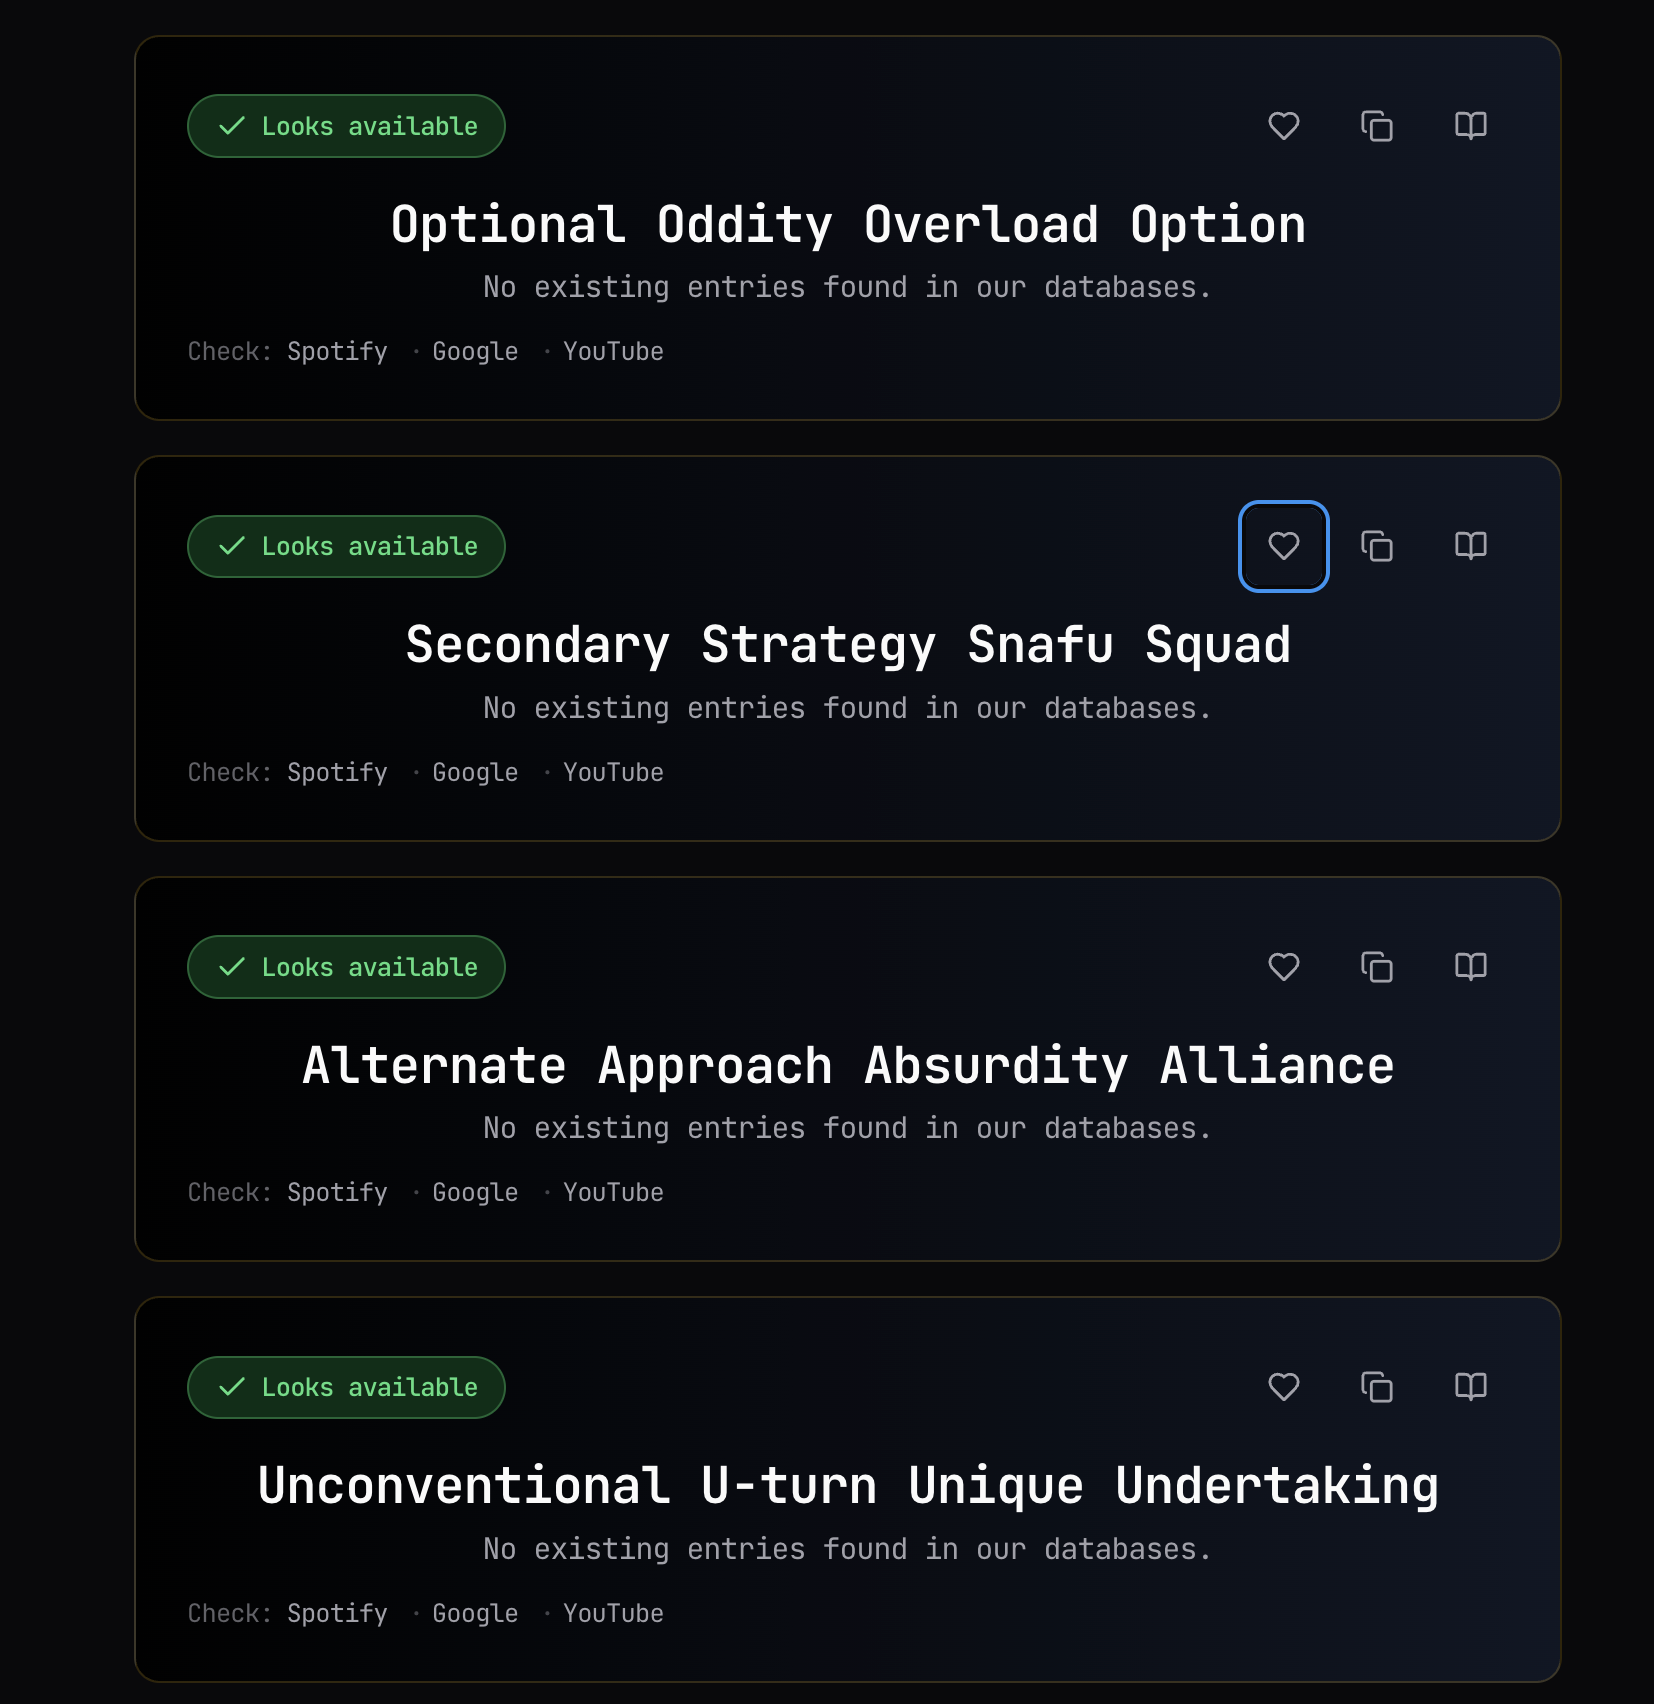 Looks available
Optional Oddity Overload Option
No existing entries found in our databases.
Check: Spotify · Google · YouTube
Looks available
Secondary Strategy Snafu Squad
No existing entries found in our databases.
Check: Spotify · Google · YouTube
Looks available
Alternate Approach Absurdity Alliance
No existing entries found in our databases.
Check: Spotify · Google · YouTube
Looks available
Unconventional U-turn Unique Undertaking
No existing entries found in our databases.
Check: Spotify · Google · YouTube